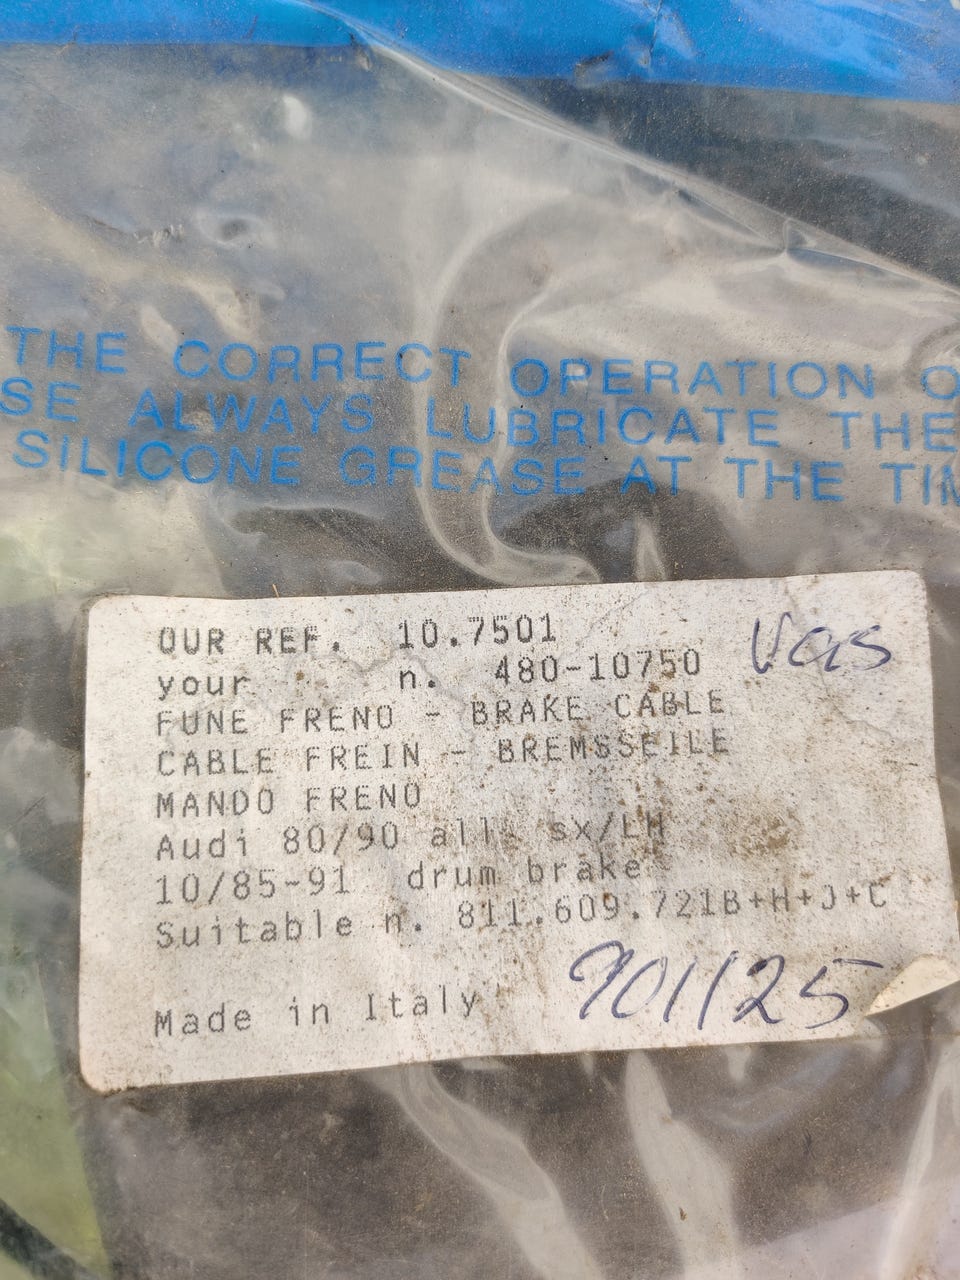 THE CORRECT OPERATION O
SE ALWAYS LUBRICATE THE
SILICONE GREASE AT THE TIM
OUR REF. 10.7501
your n. 480-10750
FUNE FRENO - BRAKE CABLE
CABLE FREIN - BREMSSEILE
MANDO FRENO
Audi 80/90 all sx/LH
10/85-91 drum brake
Suitable n. 811.609.721B+H+J+C
Made in Italy
Vas
901125